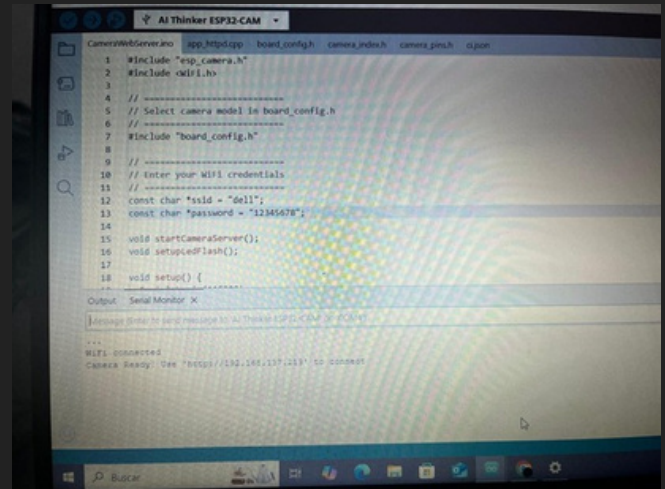 AI Thinker ESP32-CAM
CameraWebServer.ino app_httpd.cpp board_config.h camera_index.h camera_pins.h ci.json
1 #include "esp_camera.h"
2 #include <WiFi.h>
3
4 // ===========================
5 // Select camera model in board_config.h
6 // ===========================
7 #include "board_config.h"
8
9 // ===========================
10 // Enter your WiFi credentials
11 // ===========================
12 const char *ssid = "dell";
13 const char *password = "12345678";
14
15 void startCameraServer();
16 void setupLedFlash();
17
18 void setup() {
Output Serial Monitor X
...
WiFi connected
Camera Ready! Use 'http://192.168.137.219' to connect
Buscar